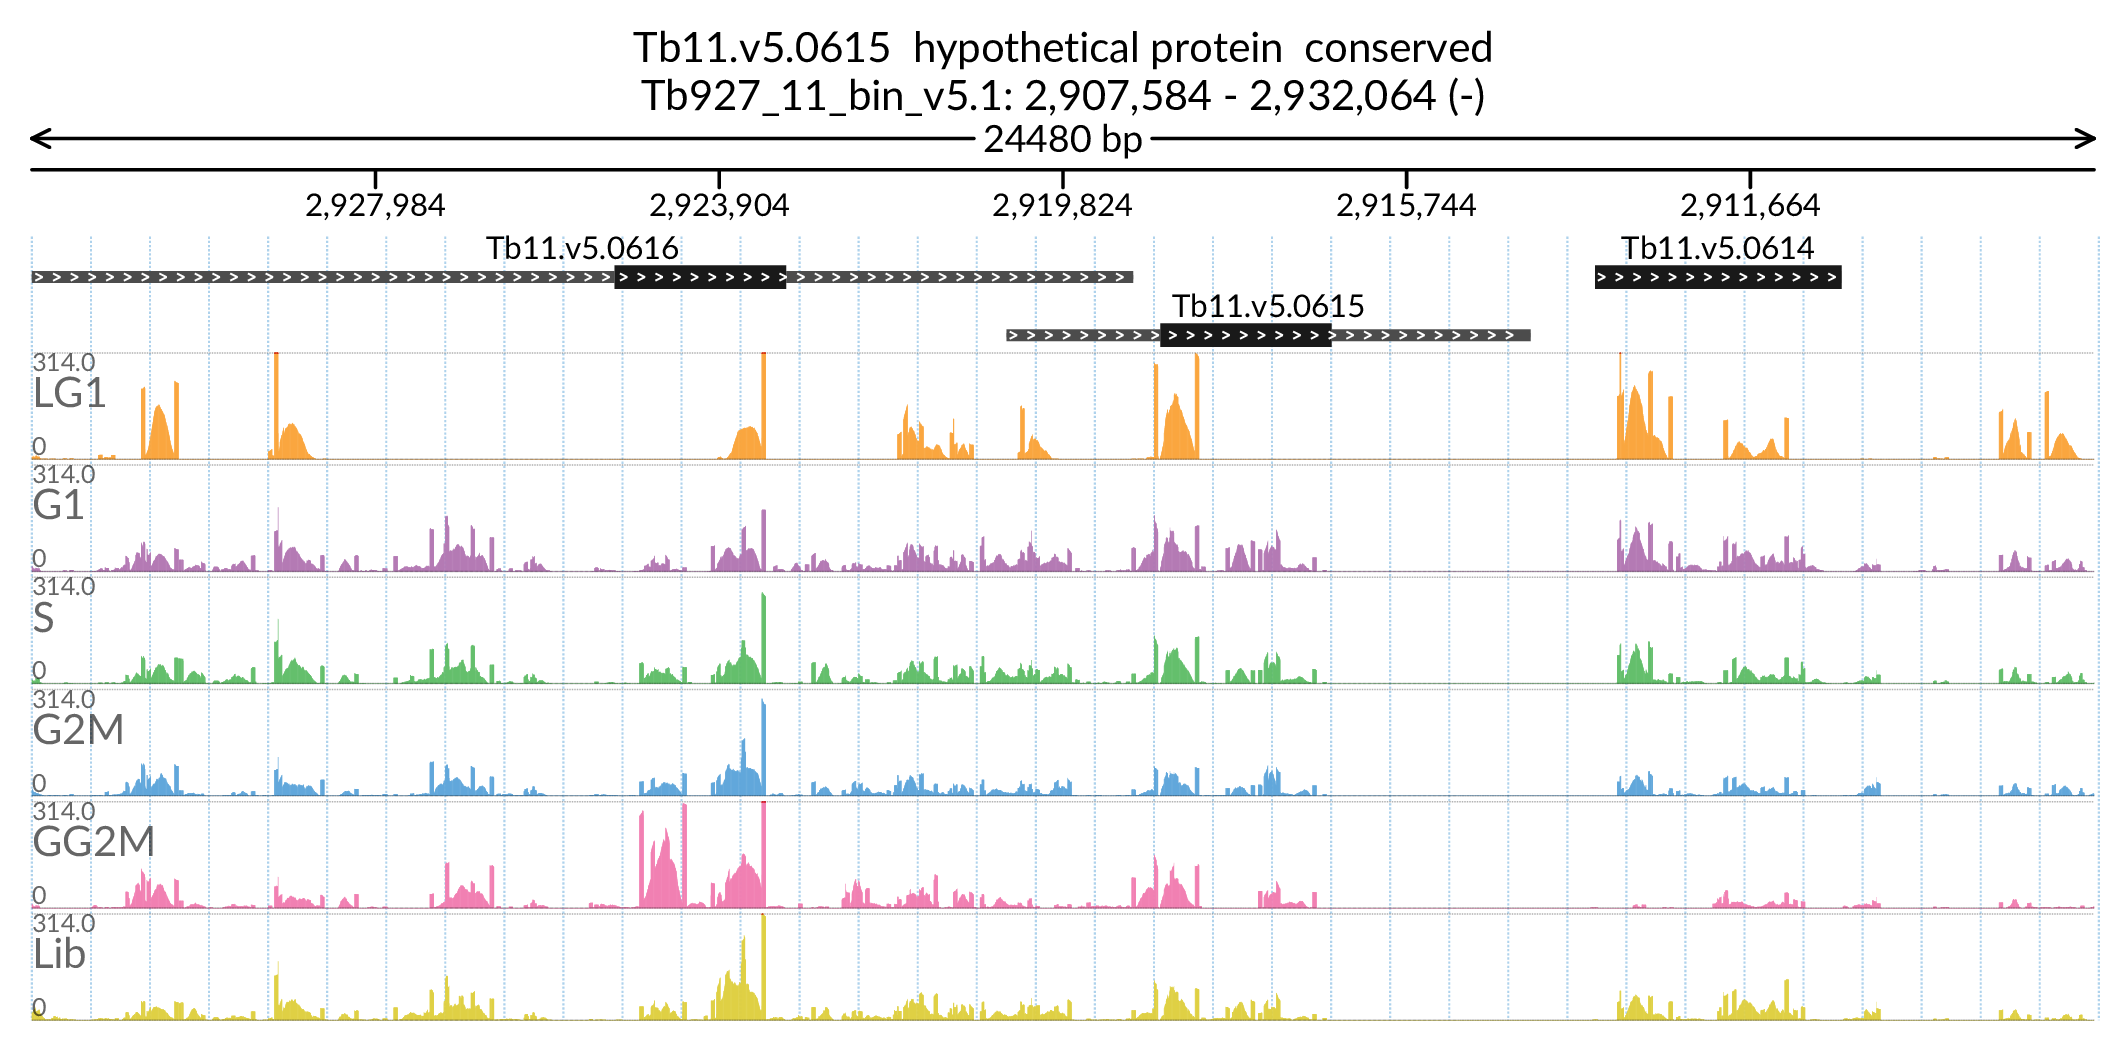 Tb11.v5.0615 hypothetical protein conserved
Tb927_11_bin_v5.1: 2,907,584 - 2,932,064 (-)
24480 bp
2,927,984 2,923,904 2,919,824 2,915,744 2,911,664
Tb11.v5.0616 Tb11.v5.0614
Tb11.v5.0615
314.0
LG1
0
314.0
G1
0
314.0
S
0
314.0
G2M
0
314.0
GG2M
0
314.0
Lib
0